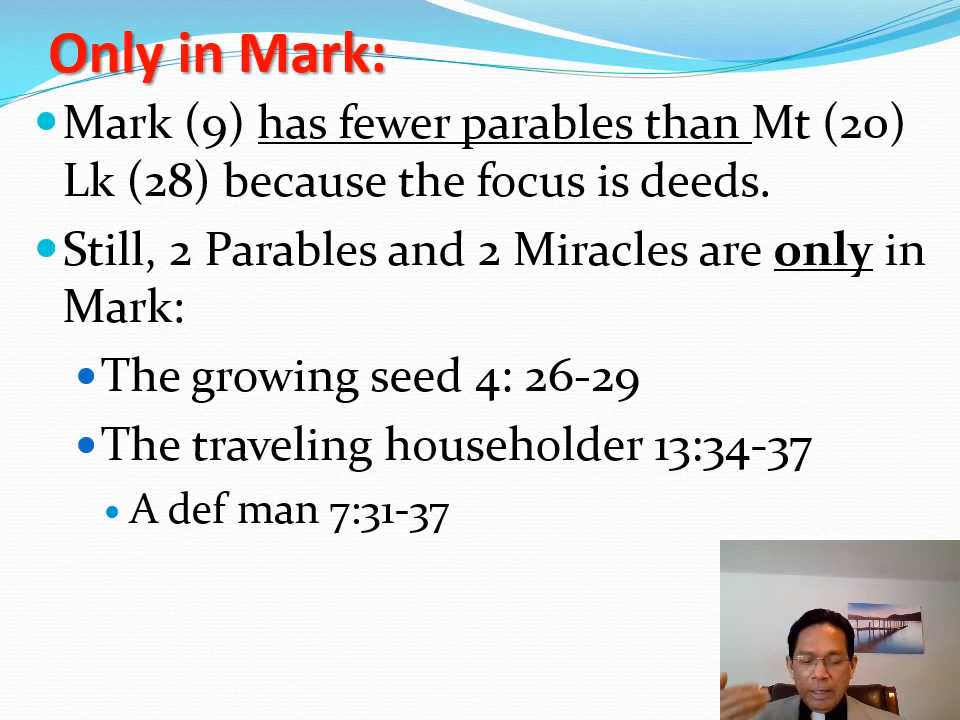 Only in Mark:
Mark (9) has fewer parables than Mt (20)
Lk (28) because the focus is deeds.
Still, 2 Parables and 2 Miracles are only in
Mark:
The growing seed 4: 26-29
The traveling householder 13:34-37
A def man 7:31-37